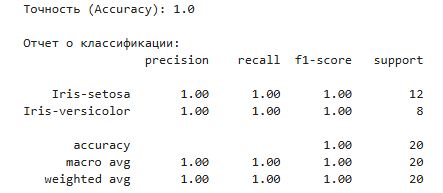 Точность (Accuracy): 1.0
Отчет о классификации:
precision recall f1-score support
Iris-setosa 1.00 1.00 1.00 12
Iris-versicolor 1.00 1.00 1.00 8
accuracy 1.00 20
macro avg 1.00 1.00 1.00 20
weighted avg 1.00 1.00 1.00 20